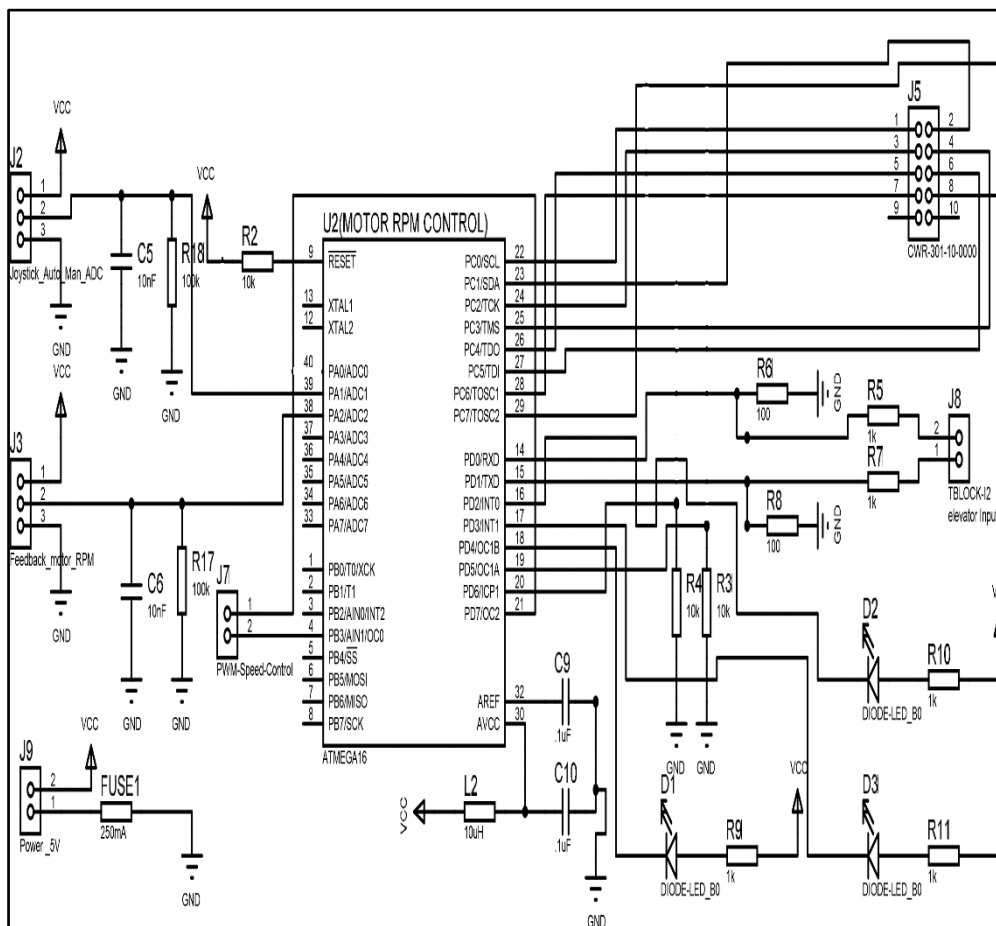 VCC
J2
1
2
3
Joystick_Auto_Man_ADC
GND
C5
10nF
GND
R18
100k
GND
VCC
R2
10k
VCC
J3
1
2
3
Feedback_motor_RPM
GND
C6
10nF
GND
R17
100k
GND
J7
1
2
PWM-Speed-Control
VCC
J9
2
1
Power_5V
FUSE1
250mA
GND
U2(MOTOR RPM CONTROL)
9 RESET
13 XTAL1
12 XTAL2
40 PA0/ADC0
39 PA1/ADC1
38 PA2/ADC2
37 PA3/ADC3
36 PA4/ADC4
35 PA5/ADC5
34 PA6/ADC6
33 PA7/ADC7
1 PB0/T0/XCK
2 PB1/T1
3 PB2/AIN0/INT2
4 PB3/AIN1/OC0
5 PB4/SS
6 PB5/MOSI
7 PB6/MISO
8 PB7/SCK
PC0/SCL 22
PC1/SDA 23
PC2/TCK 24
PC3/TMS 25
PC4/TDO 26
PC5/TDI 27
PC6/TOSC1 28
PC7/TOSC2 29
PD0/RXD 14
PD1/TXD 15
PD2/INT0 16
PD3/INT1 17
PD4/OC1B 18
PD5/OC1A 19
PD6/ICP1 20
PD7/OC2 21
AREF 32
AVCC 30
ATMEGA16
J5
1 2
3 4
5 6
7 8
9 10
CWR-301-10-0000
R6
100
GND
R5
1k
J8
2
1
R7
1k
TBLOCK-I2
elevator Input
R8
100
GND
R4
10k
GND
R3
10k
GND
C9
.1uF
C10
.1uF
GND
VCC
L2
10uH
D2
DIODE-LED_B0
R10
1k
D1
DIODE-LED_B0
R9
1k
VCC
D3
DIODE-LED_B0
R11
1k